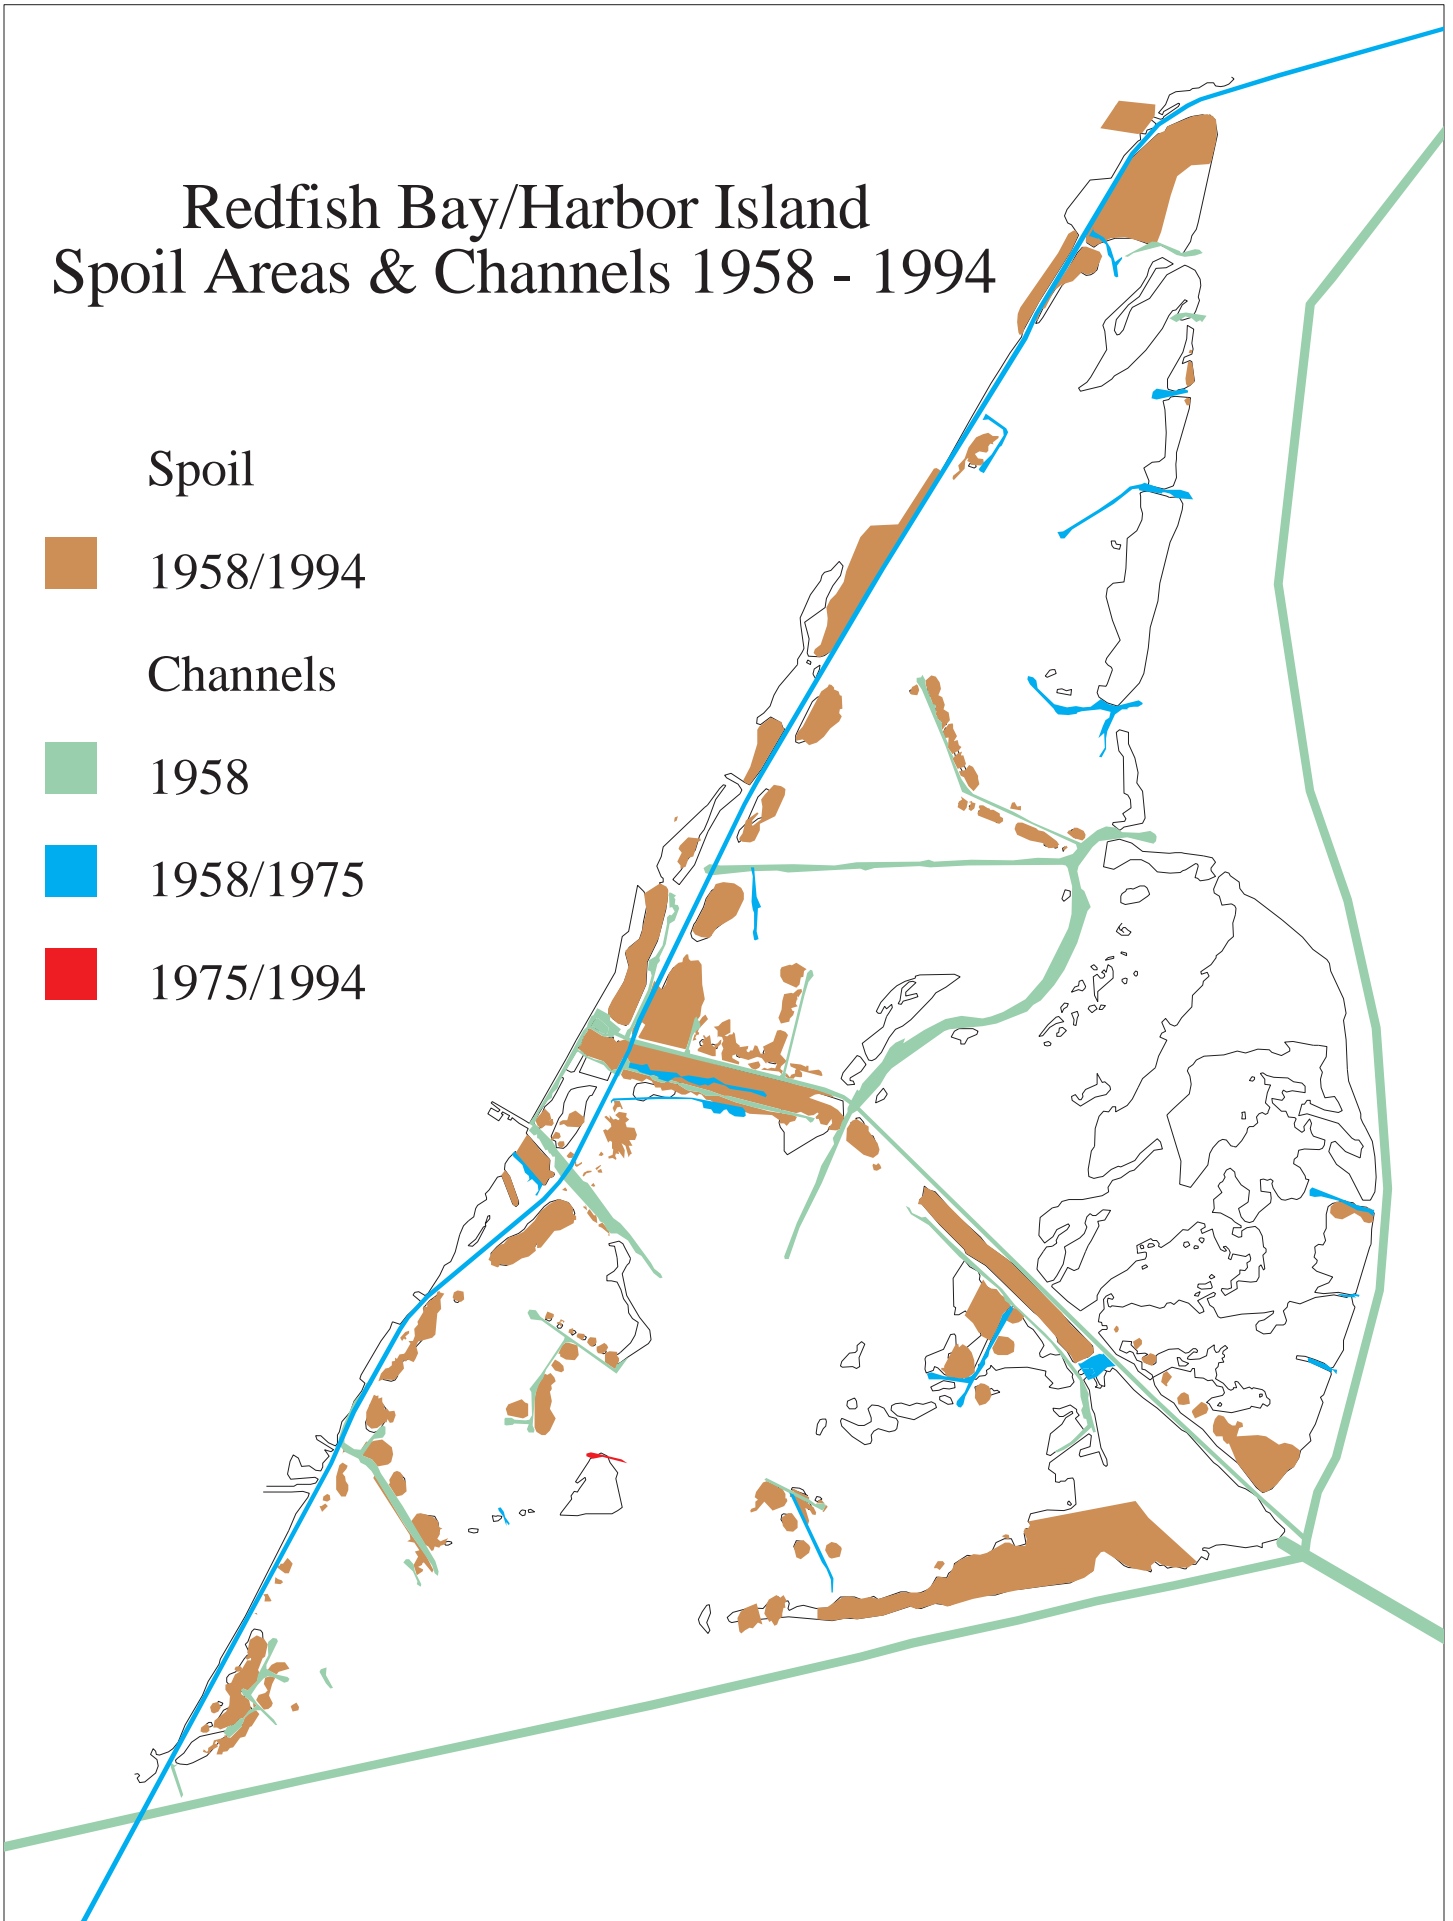 Redfish Bay/Harbor Island
Spoil Areas & Channels 1958 - 1994
Spoil
1958/1994
Channels
1958
1958/1975
1975/1994